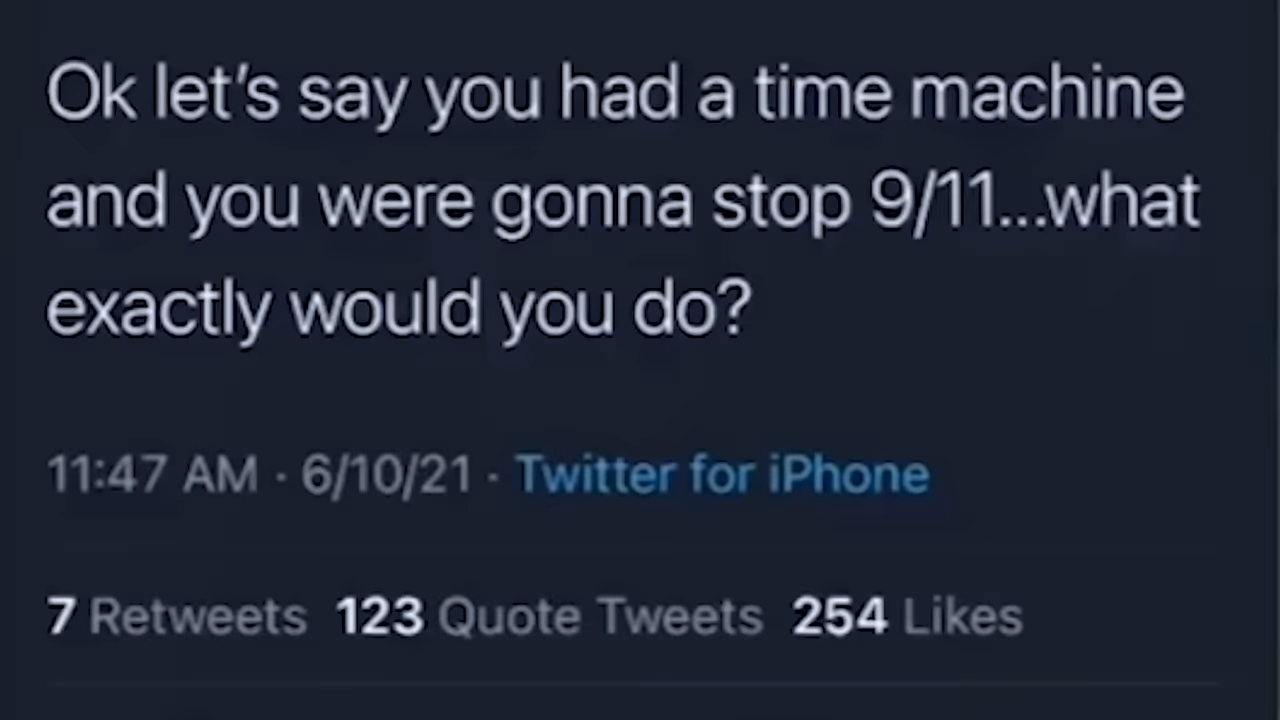 Ok let’s say you had a time machine
and you were gonna stop 9/11...what
exactly would you do?
11:47 AM · 6/10/21 · Twitter for iPhone
7 Retweets 123 Quote Tweets 254 Likes